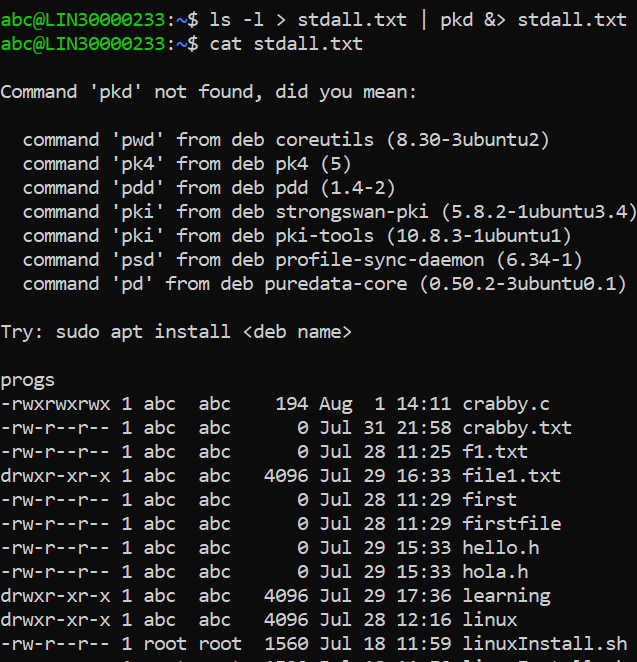 abc@LIN30000233:~$ ls -l > stdall.txt | pkd &> stdall.txt
abc@LIN30000233:~$ cat stdall.txt
Command 'pkd' not found, did you mean:
command 'pwd' from deb coreutils (8.30-3ubuntu2)
command 'pk4' from deb pk4 (5)
command 'pdd' from deb pdd (1.4-2)
command 'pki' from deb strongswan-pki (5.8.2-1ubuntu3.4)
command 'pki' from deb pki-tools (10.8.3-1ubuntu1)
command 'psd' from deb profile-sync-daemon (6.34-1)
command 'pd' from deb puredata-core (0.50.2-3ubuntu0.1)
Try: sudo apt install <deb name>
progs
-rwxrwxrwx 1 abc  abc    194 Aug  1 14:11 crabby.c
-rw-r--r-- 1 abc  abc      0 Jul 31 21:58 crabby.txt
-rw-r--r-- 1 abc  abc      0 Jul 28 11:25 f1.txt
drwxr-xr-x 1 abc  abc   4096 Jul 29 16:33 file1.txt
-rw-r--r-- 1 abc  abc      0 Jul 28 11:29 first
-rw-r--r-- 1 abc  abc      0 Jul 28 11:29 firstfile
-rw-r--r-- 1 abc  abc      0 Jul 29 15:33 hello.h
-rw-r--r-- 1 abc  abc      0 Jul 29 15:33 hola.h
drwxr-xr-x 1 abc  abc   4096 Jul 29 17:36 learning
drwxr-xr-x 1 abc  abc   4096 Jul 28 12:16 linux
-rw-r--r-- 1 root root  1560 Jul 18 11:59 linuxInstall.sh